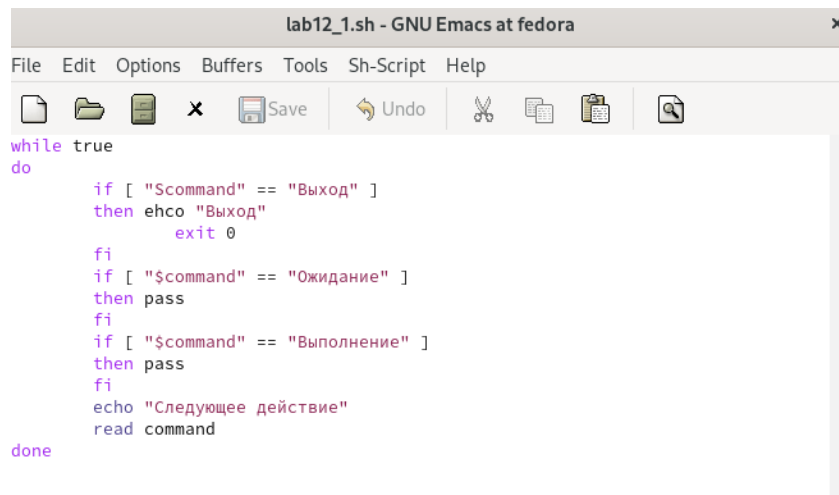 lab12_1.sh - GNU Emacs at fedora
File Edit Options Buffers Tools Sh-Script Help
Save Undo
while true
do
if [ "Scommand" == "Выход" ]
then ehco "Выход"
exit 0
fi
if [ "$command" == "Ожидание" ]
then pass
fi
if [ "$command" == "Выполнение" ]
then pass
fi
echo "Следующее действие"
read command
done